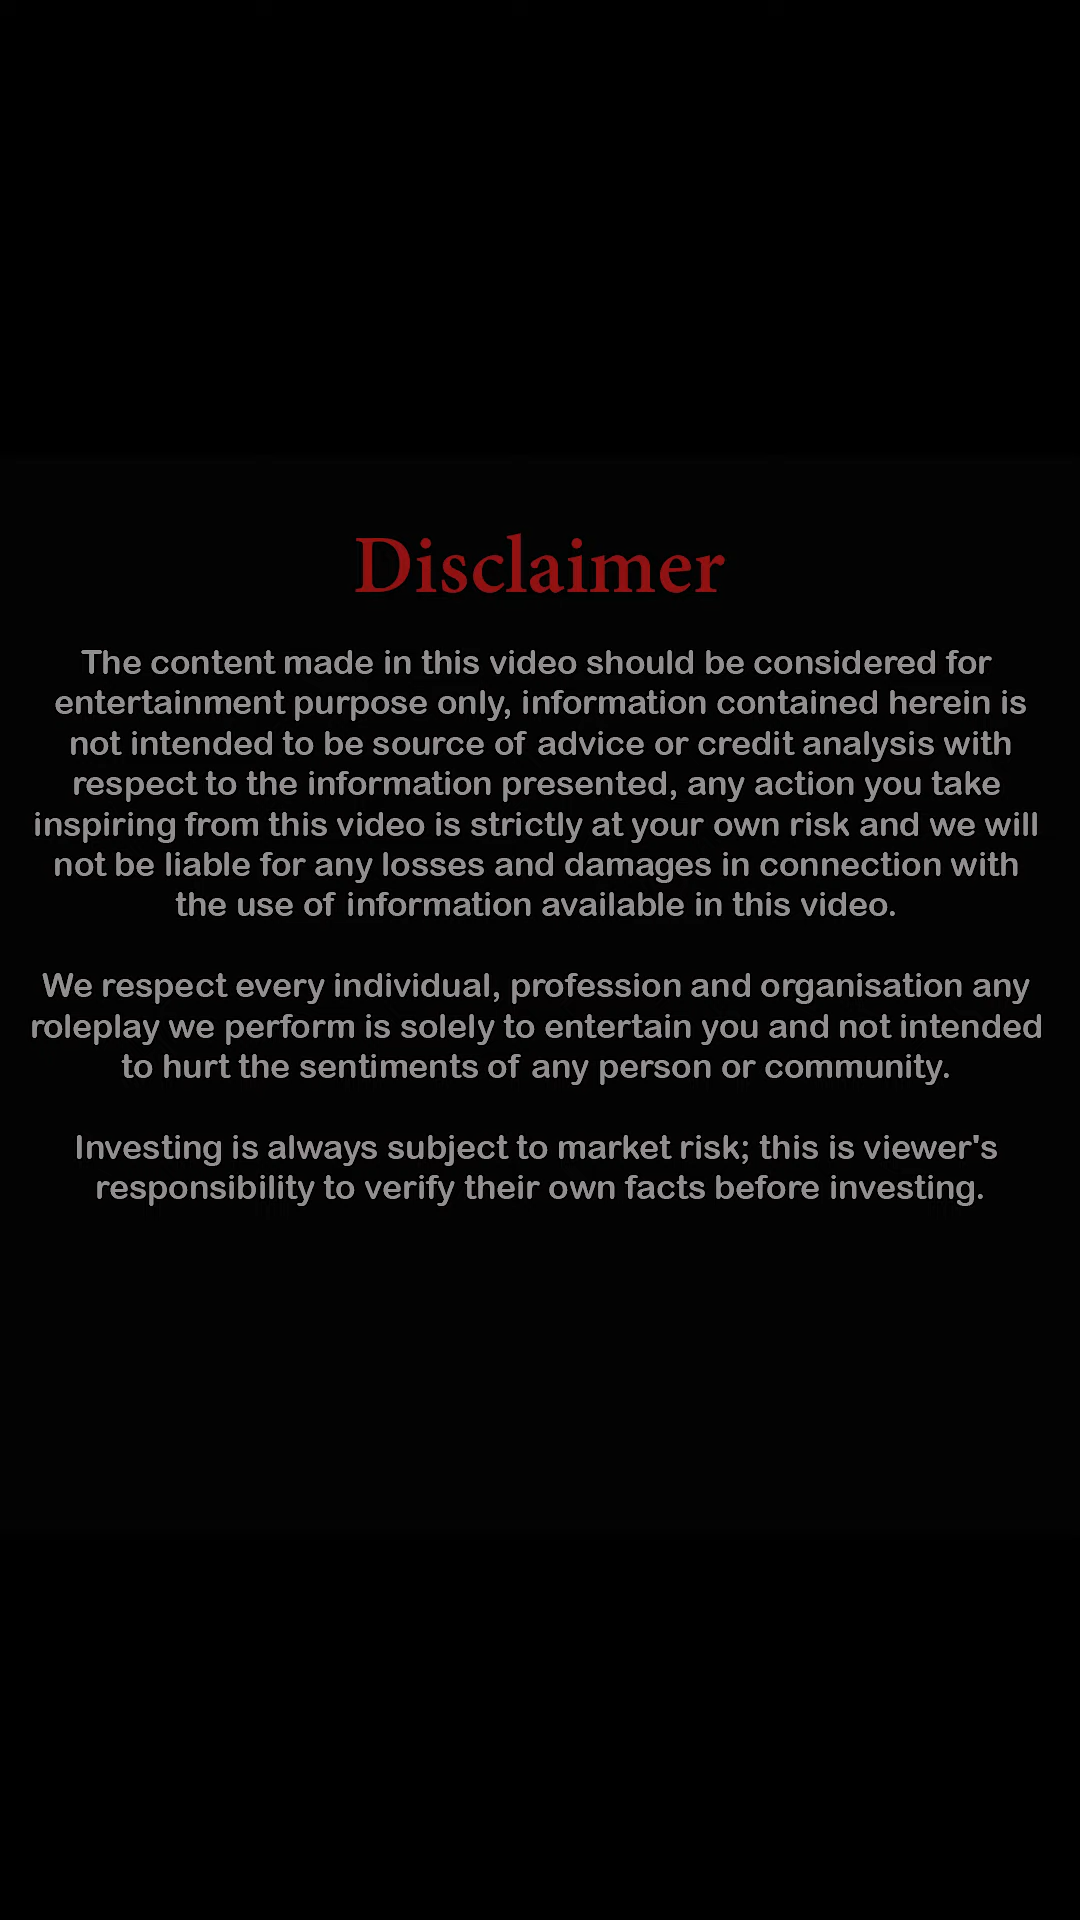 Disclaimer
The content made in this video should be considered for
entertainment purpose only, information contained herein is
not intended to be source of advice or credit analysis with
respect to the information presented, any action you take
inspiring from this video is strictly at your own risk and we will
not be liable for any losses and damages in connection with
the use of information available in this video.
We respect every individual, profession and organisation any
roleplay we perform is solely to entertain you and not intended
to hurt the sentiments of any person or community.
Investing is always subject to market risk; this is viewer's
responsibility to verify their own facts before investing.